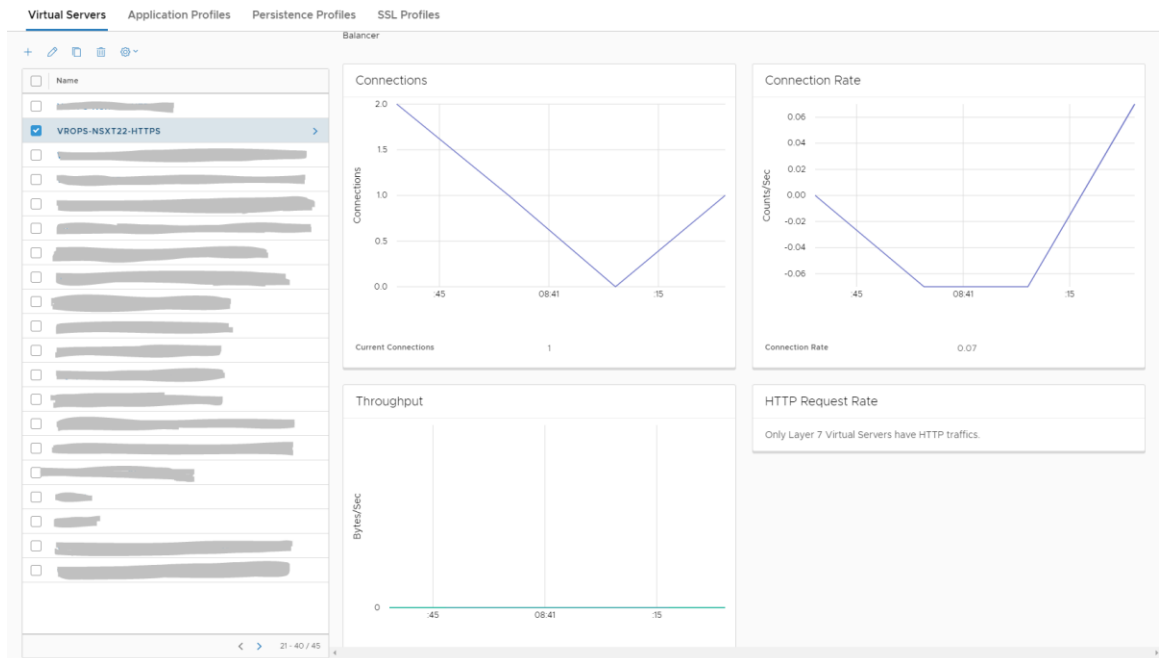 Virtual Servers Application Profiles Persistence Profiles SSL Profiles
Balancer
Name
VROPS-NSXT22-HTTPS
21 - 40 / 45
Connections
2.0
1.5
1.0
0.5
0.0
Connections
:45 08:41 :15
Current Connections 1
Connection Rate
0.06
0.04
0.02
0.00
-0.02
-0.04
-0.06
Counts/Sec
:45 08:41 :15
Connection Rate 0.07
Throughput
Bytes/Sec
0
:45 08:41 :15
HTTP Request Rate
Only Layer 7 Virtual Servers have HTTP traffics.